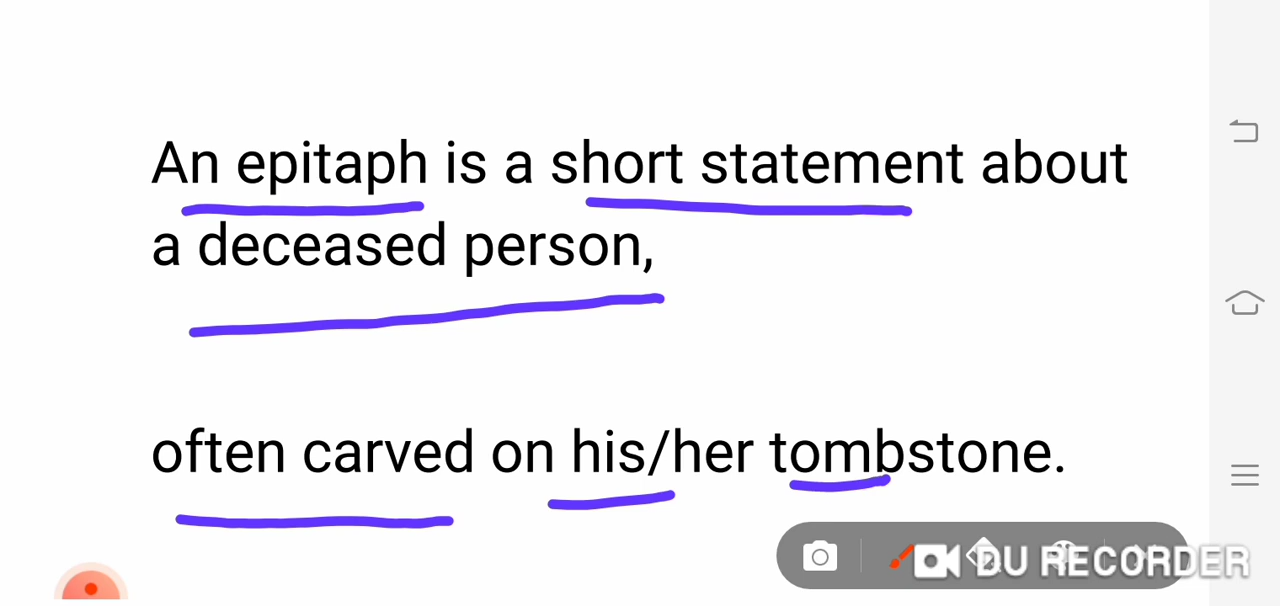 An epitaph is a short statement about
a deceased person,
often carved on his/her tombstone.
DU RECORDER